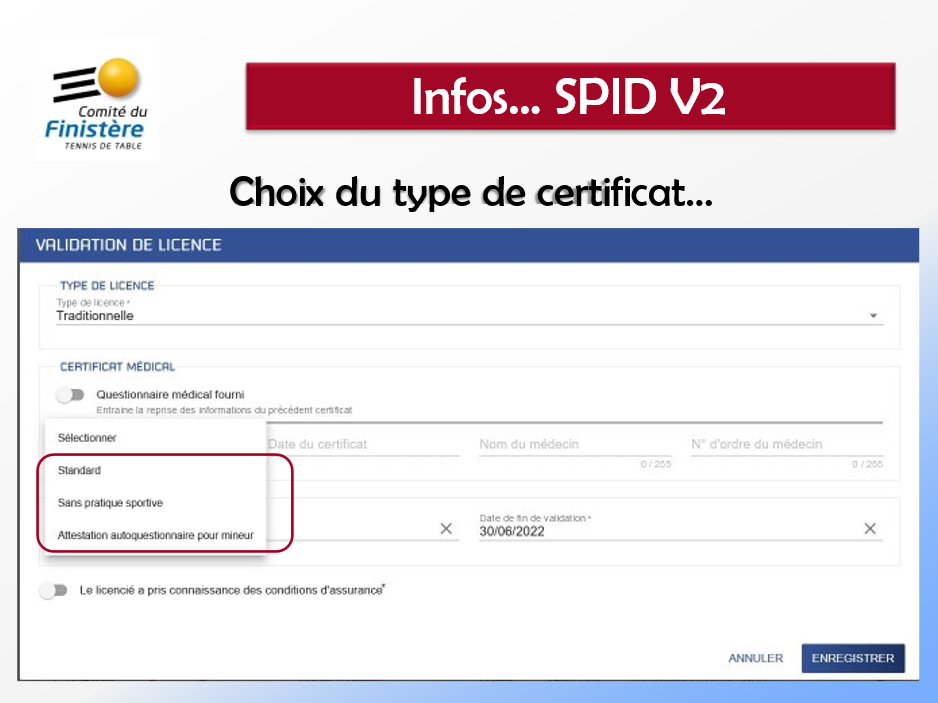 Comité du
Finistère
TENNIS DE TABLE
Infos... SPID V2
Choix du type de certificat...
VALIDATION DE LICENCE
TYPE DE LICENCE
Type de licence *
Traditionnelle
CERTIFICAT MÉDICAL
Questionnaire médical fourni
Entraine la reprise des informations du précédent certificat
Sélectionner
Date du certificat
Nom du médecin
N° d'ordre du médecin
0 / 255
0 / 255
Standard
Sans pratique sportive
Attestation autoquestionnaire pour mineur
Date de fin de validation *
30/06/2022
Le licencié a pris connaissance des conditions d'assurance*
ANNULER
ENREGISTRER